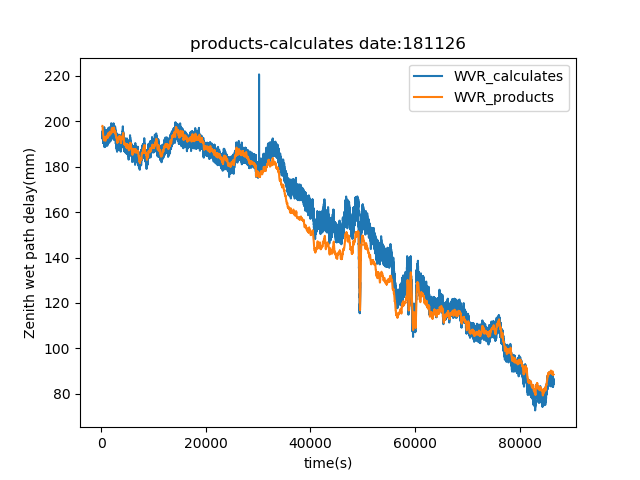 products-calculates date:181126
WVR_calculates
WVR_products
Zenith wet path delay(mm)
220
200
180
160
140
120
100
80
0 20000 40000 60000 80000
time(s)